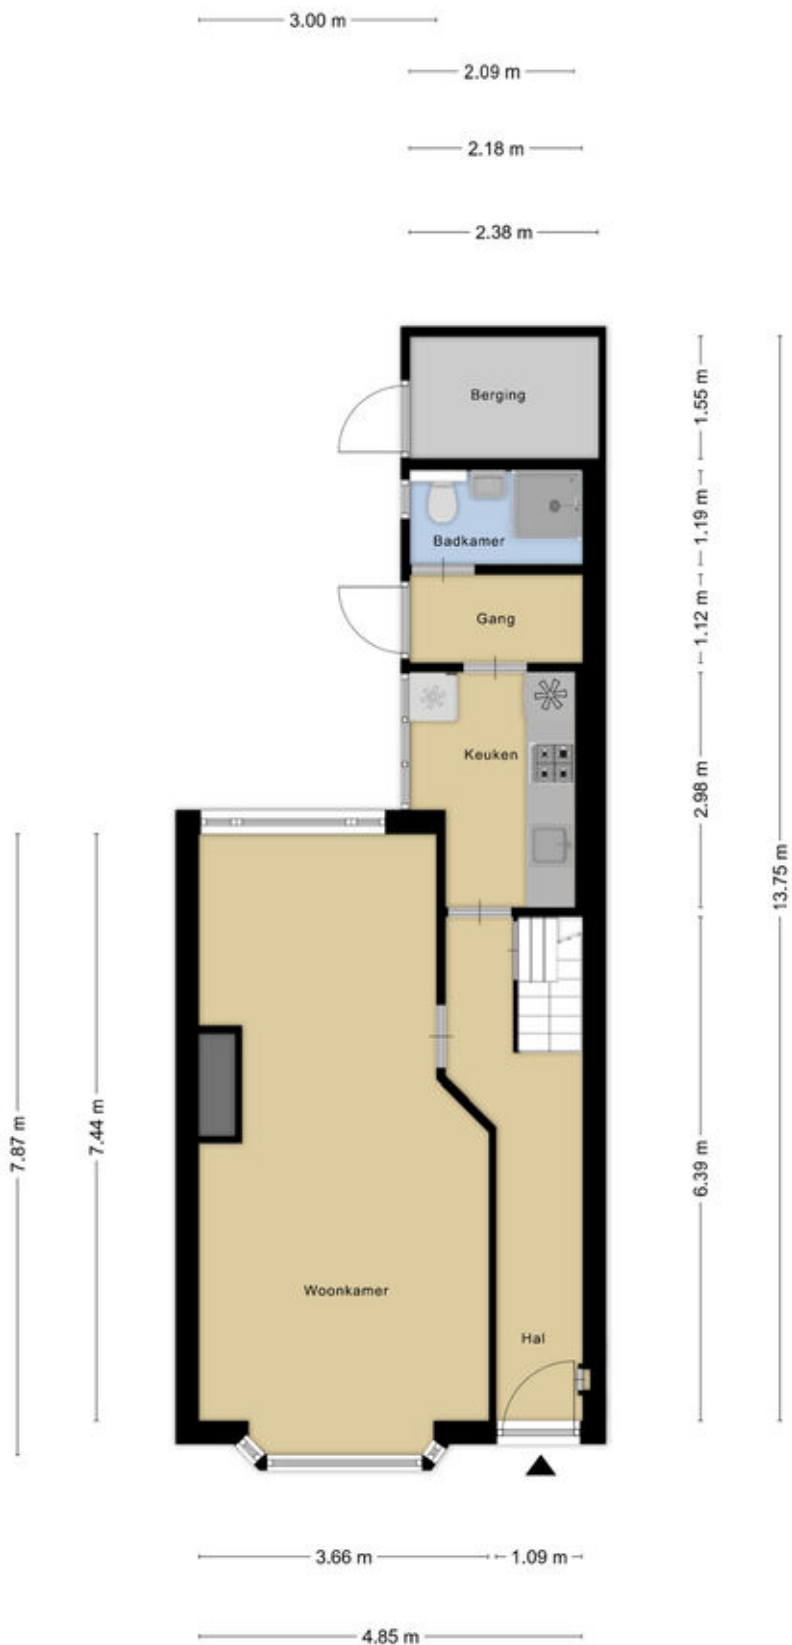 3.00 m
2.09 m
2.18 m
2.38 m
Berging
1.55 m
Badkamer
1.19 m
Gang
1.12 m
Keuken
2.98 m
13.75 m
7.87 m
7.44 m
6.39 m
Woonkamer
Hal
3.66 m
1.09 m
4.85 m